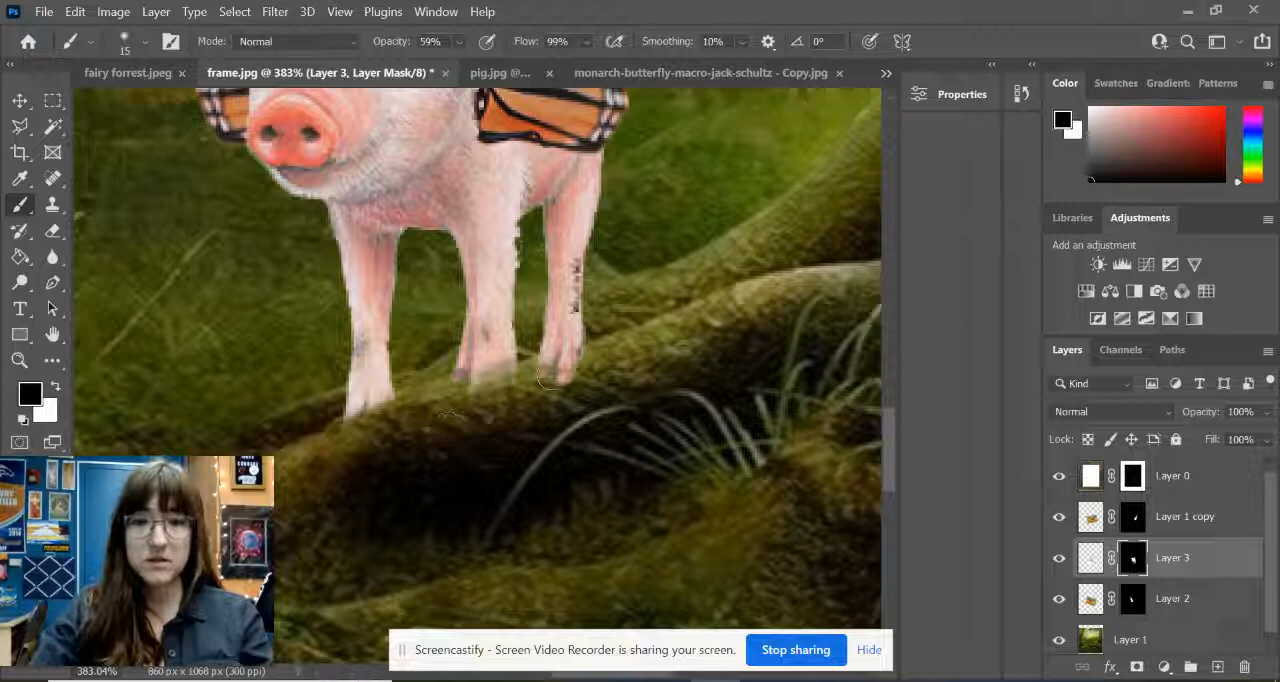 Ps File Edit Image Layer Type Select Filter 3D View Plugins Window Help
15 Mode: Normal Opacity: 59% Flow: 99% Smoothing: 10% 0°
fairy forrest.jpeg × frame.jpg @ 383% (Layer 3, Layer Mask/8) * × pig.jpg @... × monarch-butterfly-macro-jack-schultz - Copy.jpg ×
Properties
Color Swatches Gradient: Patterns
Libraries Adjustments
Add an adjustment
Layers Channels Paths
Kind
Normal Opacity: 100%
Lock: Fill: 100%
Layer 0
Layer 1 copy
Layer 3
Layer 2
Layer 1
Screencastify - Screen Video Recorder is sharing your screen. Stop sharing Hide
383.04% 860 px x 1068 px (300 ppi)